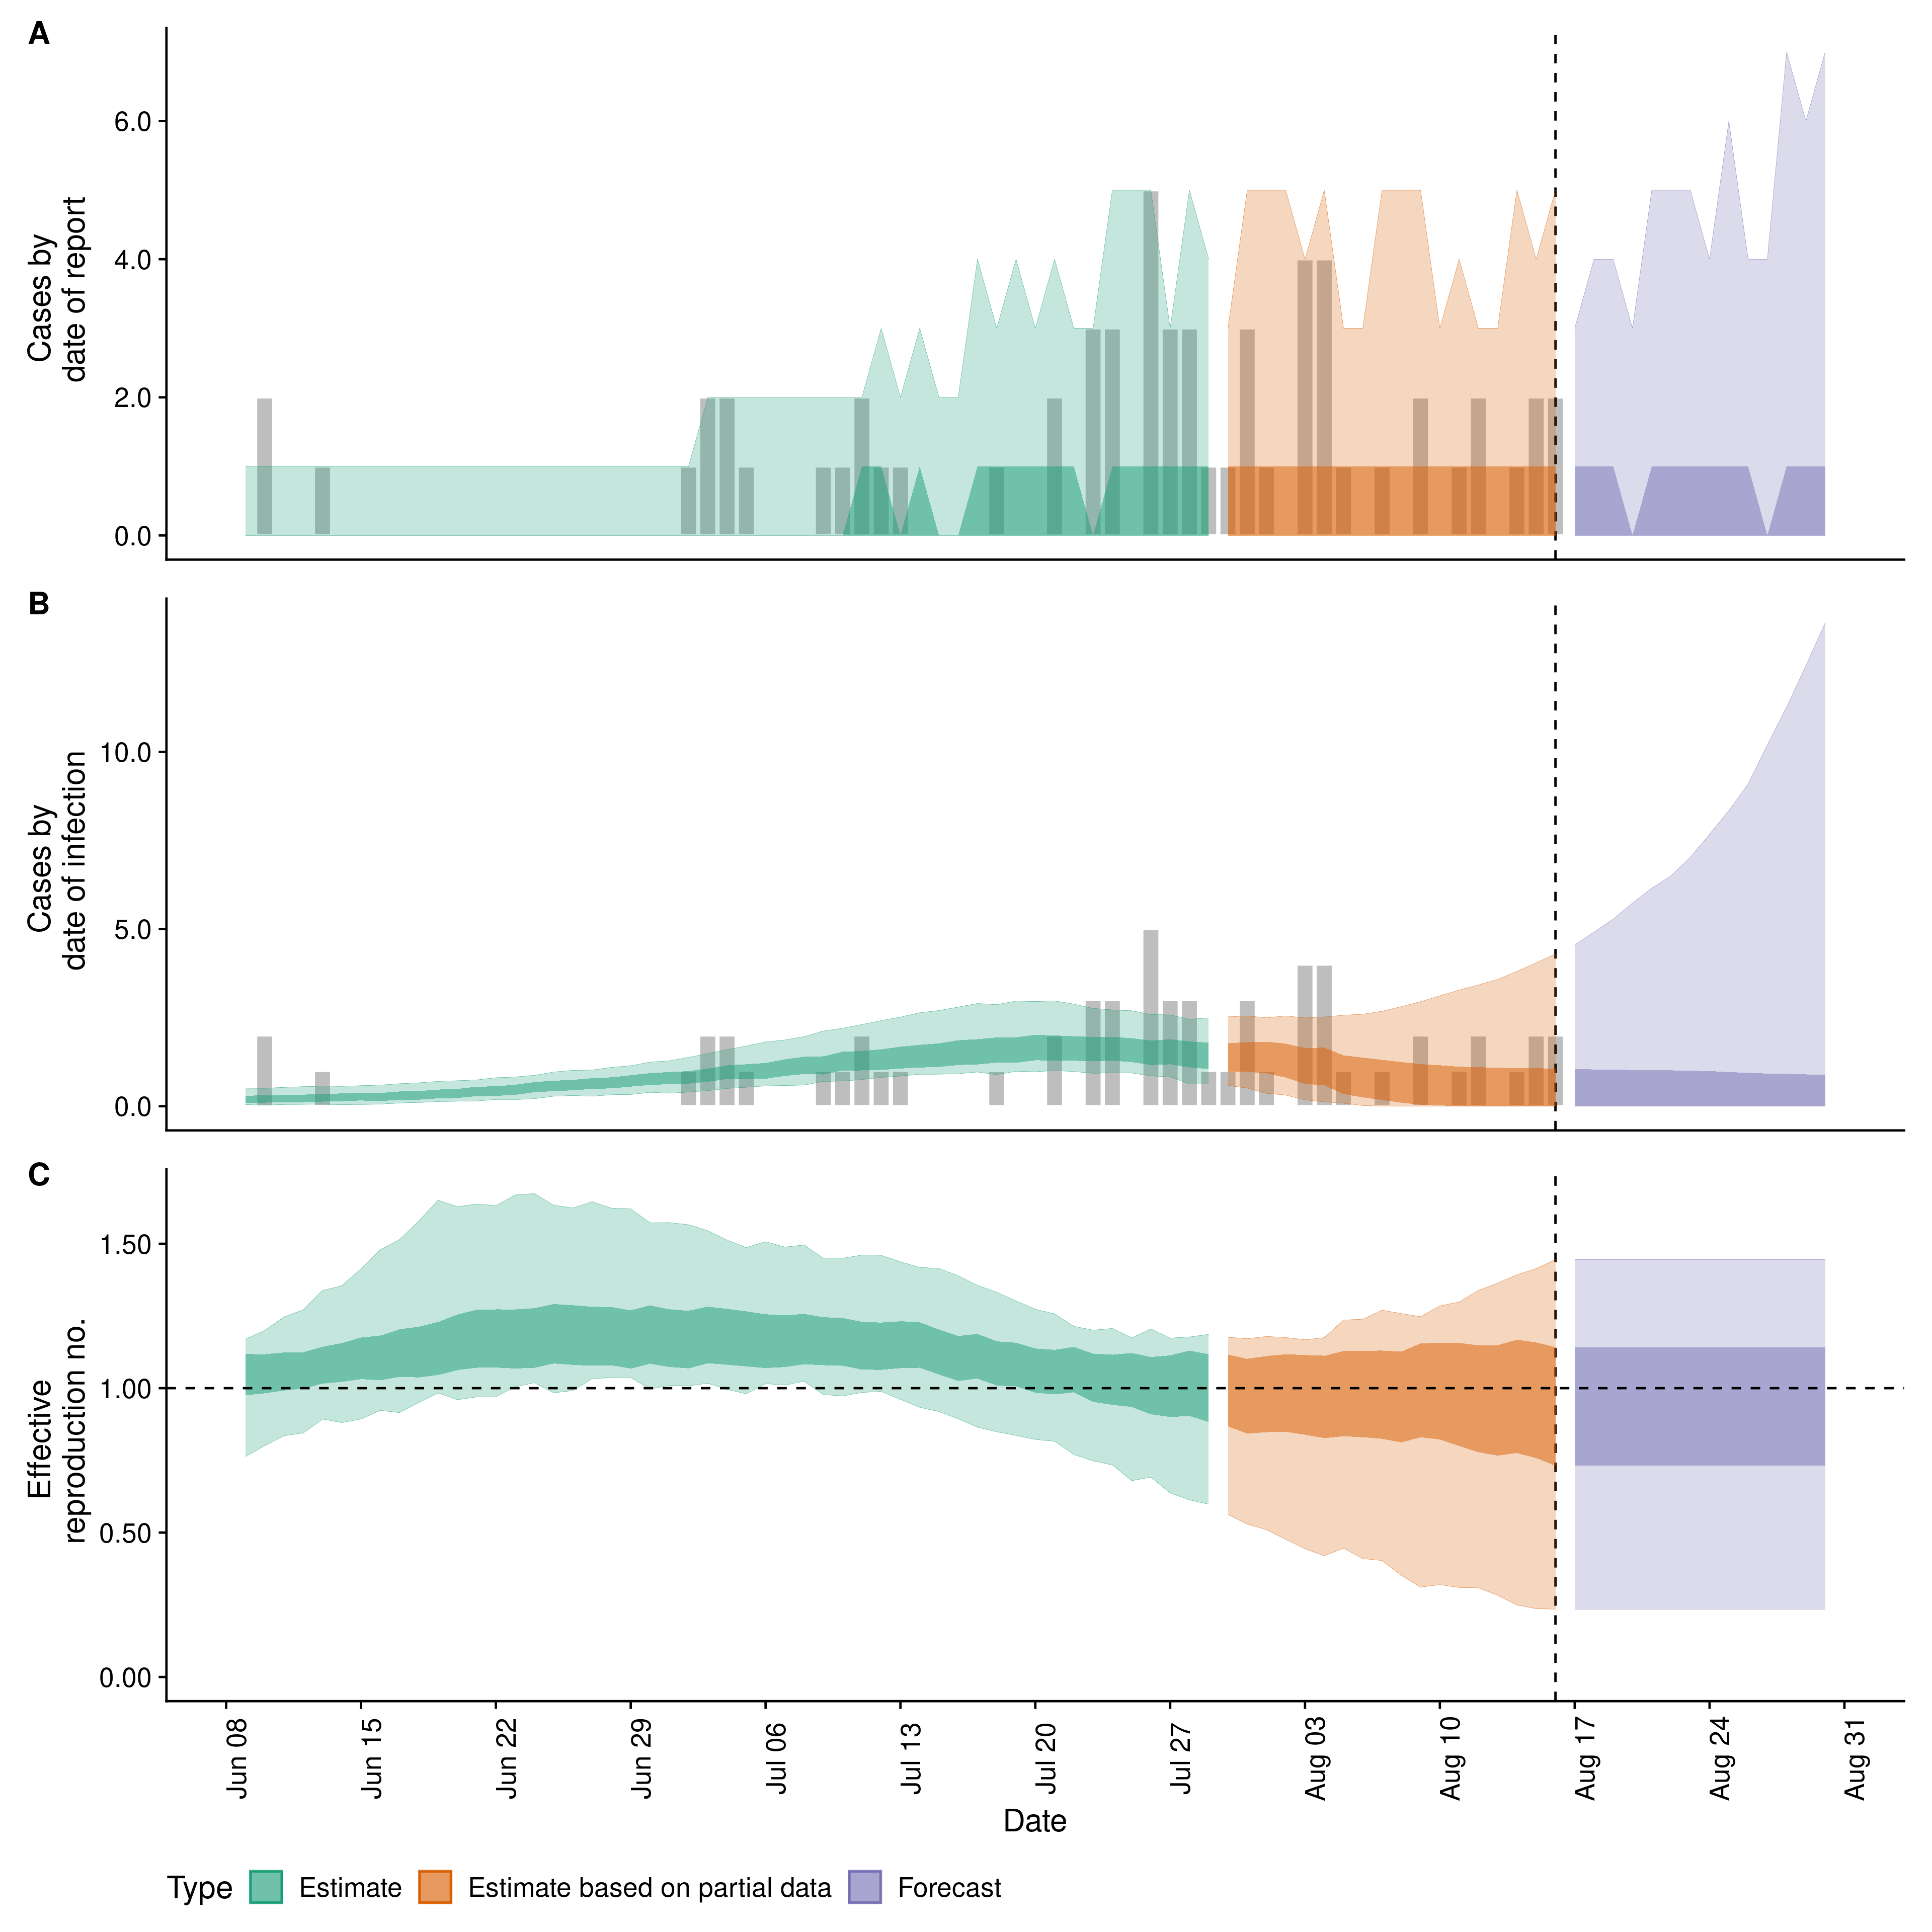 A
Cases by
date of report
6.0
4.0
2.0
0.0
B
Cases by
date of infection
10.0
5.0
0.0
C
Effective
reproduction no.
1.50
1.00
0.50
0.00
Jun 08
Jun 15
Jun 22
Jun 29
Jul 06
Jul 13
Jul 20
Jul 27
Aug 03
Aug 10
Aug 17
Aug 24
Aug 31
Date
Type Estimate Estimate based on partial data Forecast